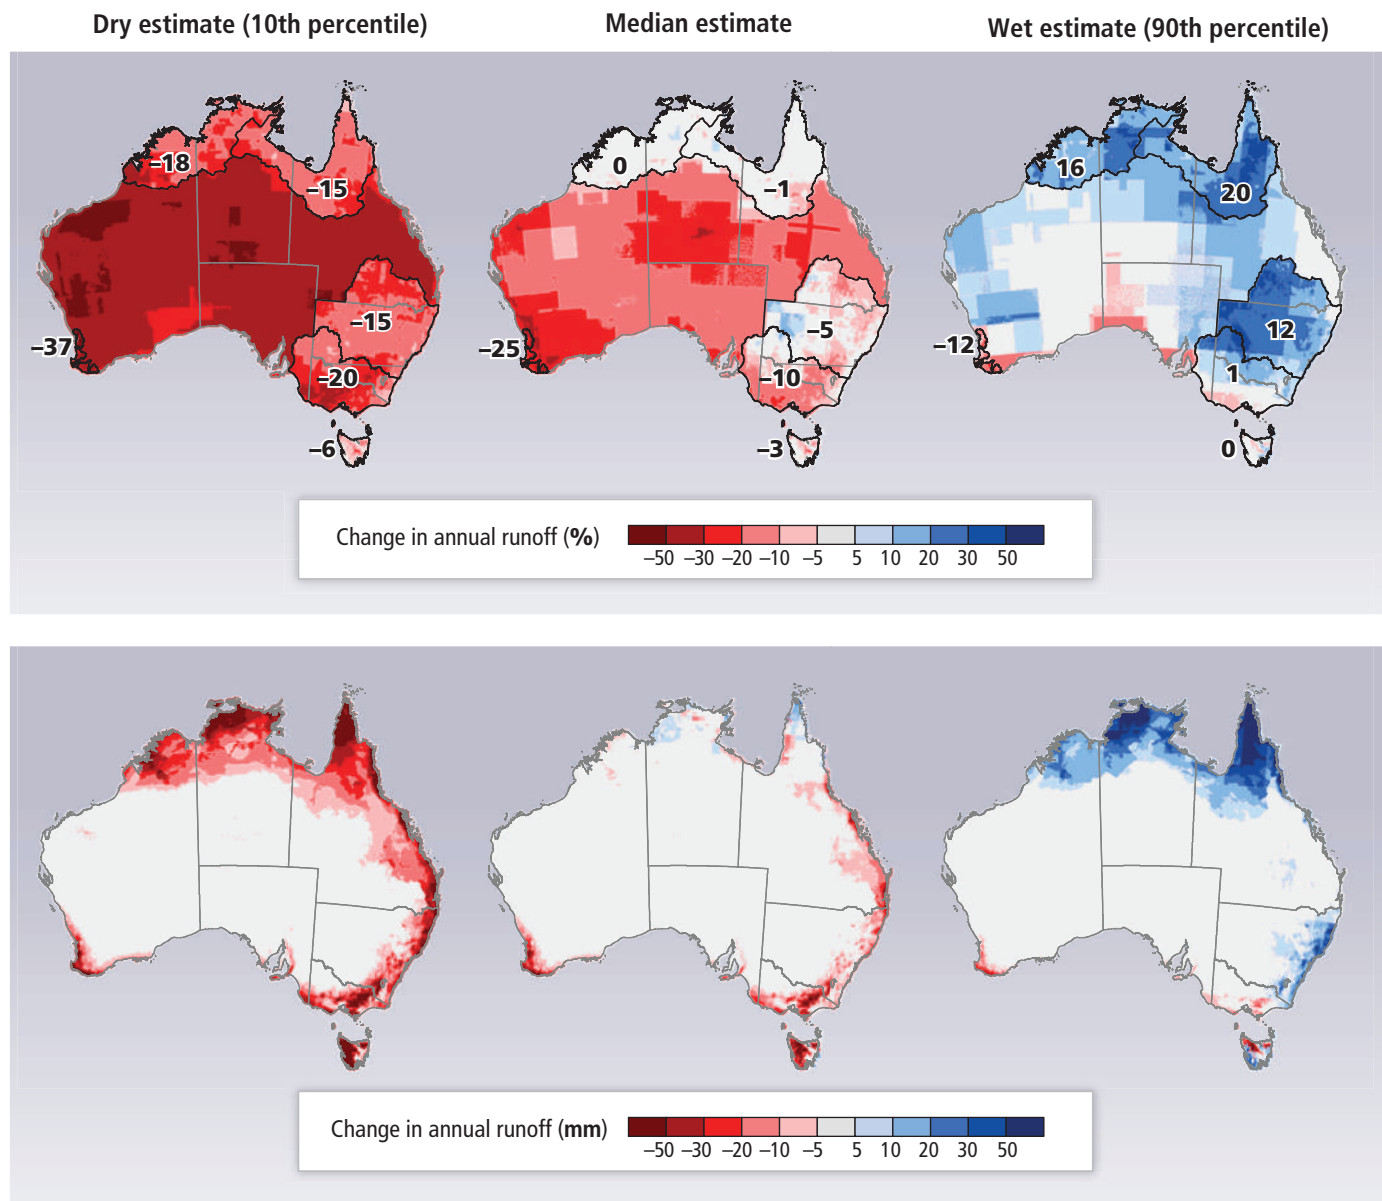 Dry estimate (10th percentile)
Median estimate
Wet estimate (90th percentile)
–18
–15
–37
–15
–20
–6
0
–1
–25
–5
–10
–3
16
20
–12
12
1
0
Change in annual runoff (%)
–50 –30 –20 –10 –5 5 10 20 30 50
Change in annual runoff (mm)
–50 –30 –20 –10 –5 5 10 20 30 50